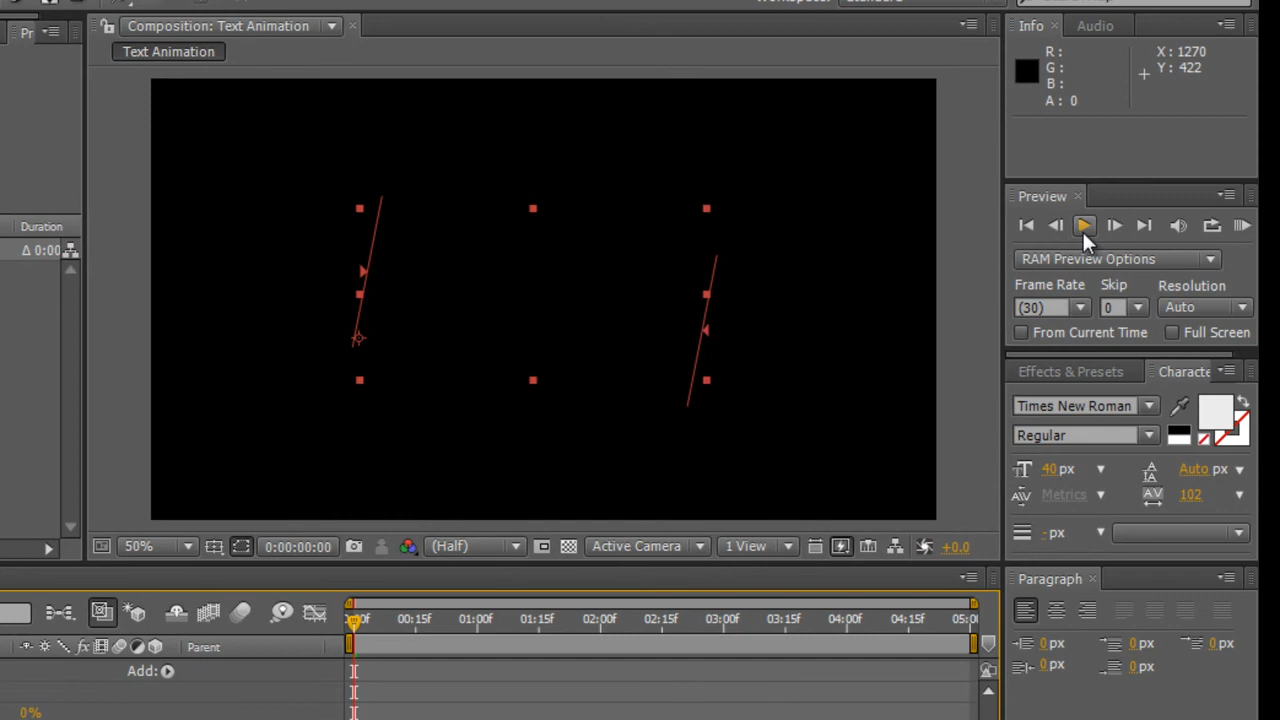 Composition: Text Animation
Text Animation
Pr
Duration
Δ 0:00
Info
Audio
R :
G :
B :
A : 0
X : 1270
Y : 422
Preview
RAM Preview Options
Frame Rate
Skip
Resolution
(30)
0
Auto
From Current Time
Full Screen
Effects & Presets
Characte
Times New Roman
Regular
40 px
Auto px
Metrics
102
- px
50%
0:00:00:00
(Half)
Active Camera
1 View
+0.0
Paragraph
0 px
0 px
0 px
0 px
0 px
00:15f
01:00f
01:15f
02:00f
02:15f
03:00f
03:15f
04:00f
04:15f
05:0
fx
Parent
Add:
0%